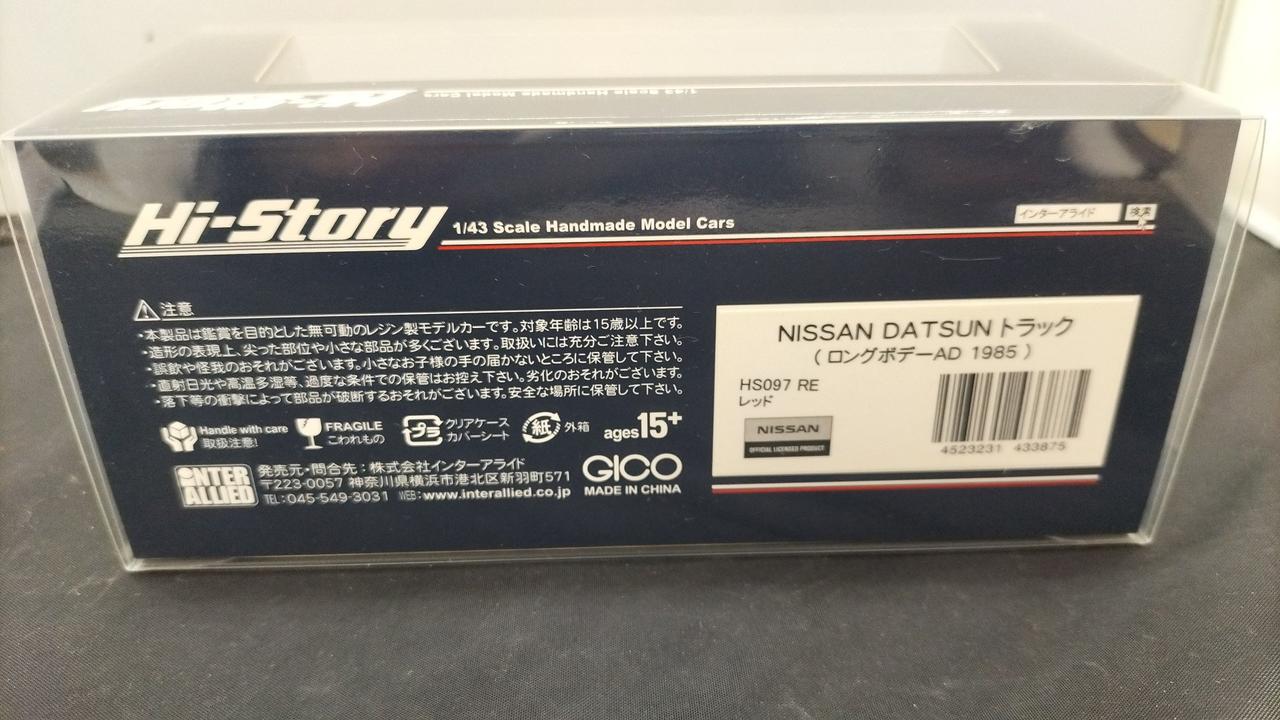 1/43 Scale Handmade Model Cars
Hi-Story
1/43 Scale Handmade Model Cars
インターアライド 検索
注意
・本製品は鑑賞を目的とした無可動のレジン製モデルカーです。対象年齢は15歳以上です。
・造形の表現上、尖った部位や小さな部品が多くございます。取扱いには充分ご注意下さい。
・誤飲や怪我のおそれがございます。小さなお子様の手の届かないところに保管して下さい。
・直射日光や高温多湿等、過度な条件での保管はお控え下さい。劣化のおそれがございます。
・落下等の衝撃によって部品が破断するおそれがございます。安全な場所に保管して下さい。
Handle with care
取扱注意!
FRAGILE
こわれもの
プラ
クリアケース
カバーシート
紙
外箱
ages15+
INTER
ALLIED
発売元・問合先:株式会社インターアライド
〒223-0057 神奈川県横浜市港北区新羽町571
TEL:045-549-3031 WEB:www.interallied.co.jp
GICO
MADE IN CHINA
NISSAN DATSUN トラック
(ロングボデーAD 1985)
HS097 RE
レッド
NISSAN
OFFICIAL LICENSED PRODUCT
4523231 433875